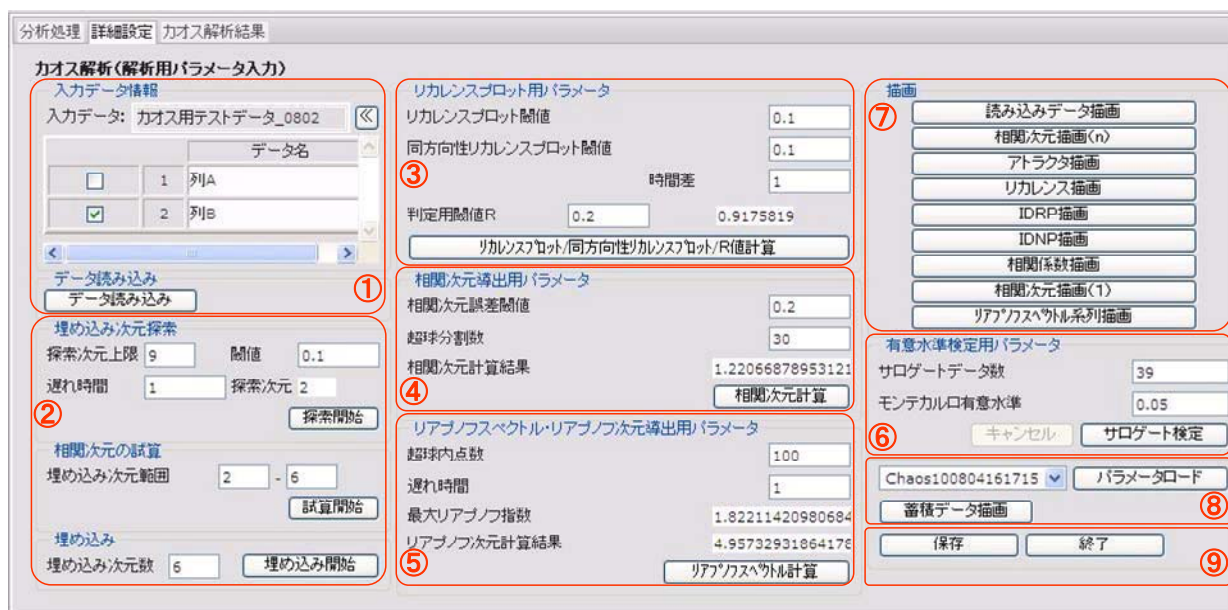 分析処理 詳細設定 カオス解析結果
カオス解析(解析用パラメータ入力)
入力データ情報
入力データ: カオス用テストデータ_0802 ≪
データ名
1 列A
2 列B
データ読み込み
データ読み込み
①
埋め込み次元探索
探索次元上限 9 閾値 0.1
遅れ時間 1 探索次元 2
②
探索開始
相関次元の試算
埋め込み次元範囲 2 - 6
試算開始
埋め込み
埋め込み次元数 6 埋め込み開始
リカレンスプロット用パラメータ
リカレンスプロット閾値 0.1
同方向性リカレンスプロット閾値 0.1
③
時間差 1
判定用閾値R 0.2 0.9175819
リカレンスプロット/同方向性リカレンスプロット/R値計算
相関次元導出用パラメータ
相関次元誤差閾値 0.2
超球分割数 30
相関次元計算結果 1.22066878953121
④ 相関次元計算
リアプノフスペクトル・リアプノフ次元導出用パラメータ
超球内点数 100
遅れ時間 1
最大リアプノフ指数 1.82211420980684
リアプノフ次元計算結果 4.95732931864178
⑤ リアプノフスペクトル計算
描画
⑦
読み込みデータ描画
相関次元描画(n)
アトラクタ描画
リカレンス描画
IDRP描画
IDNP描画
相関係数描画
相関次元描画(1)
リアプノフスペクトル系列描画
有意水準検定用パラメータ
サロゲートデータ数 39
モンテカルロ有意水準 0.05
⑥ キャンセル サロゲート検定
Chaos100804161715 パラメータロード
蓄積データ描画 ⑧
保存 終了
⑨